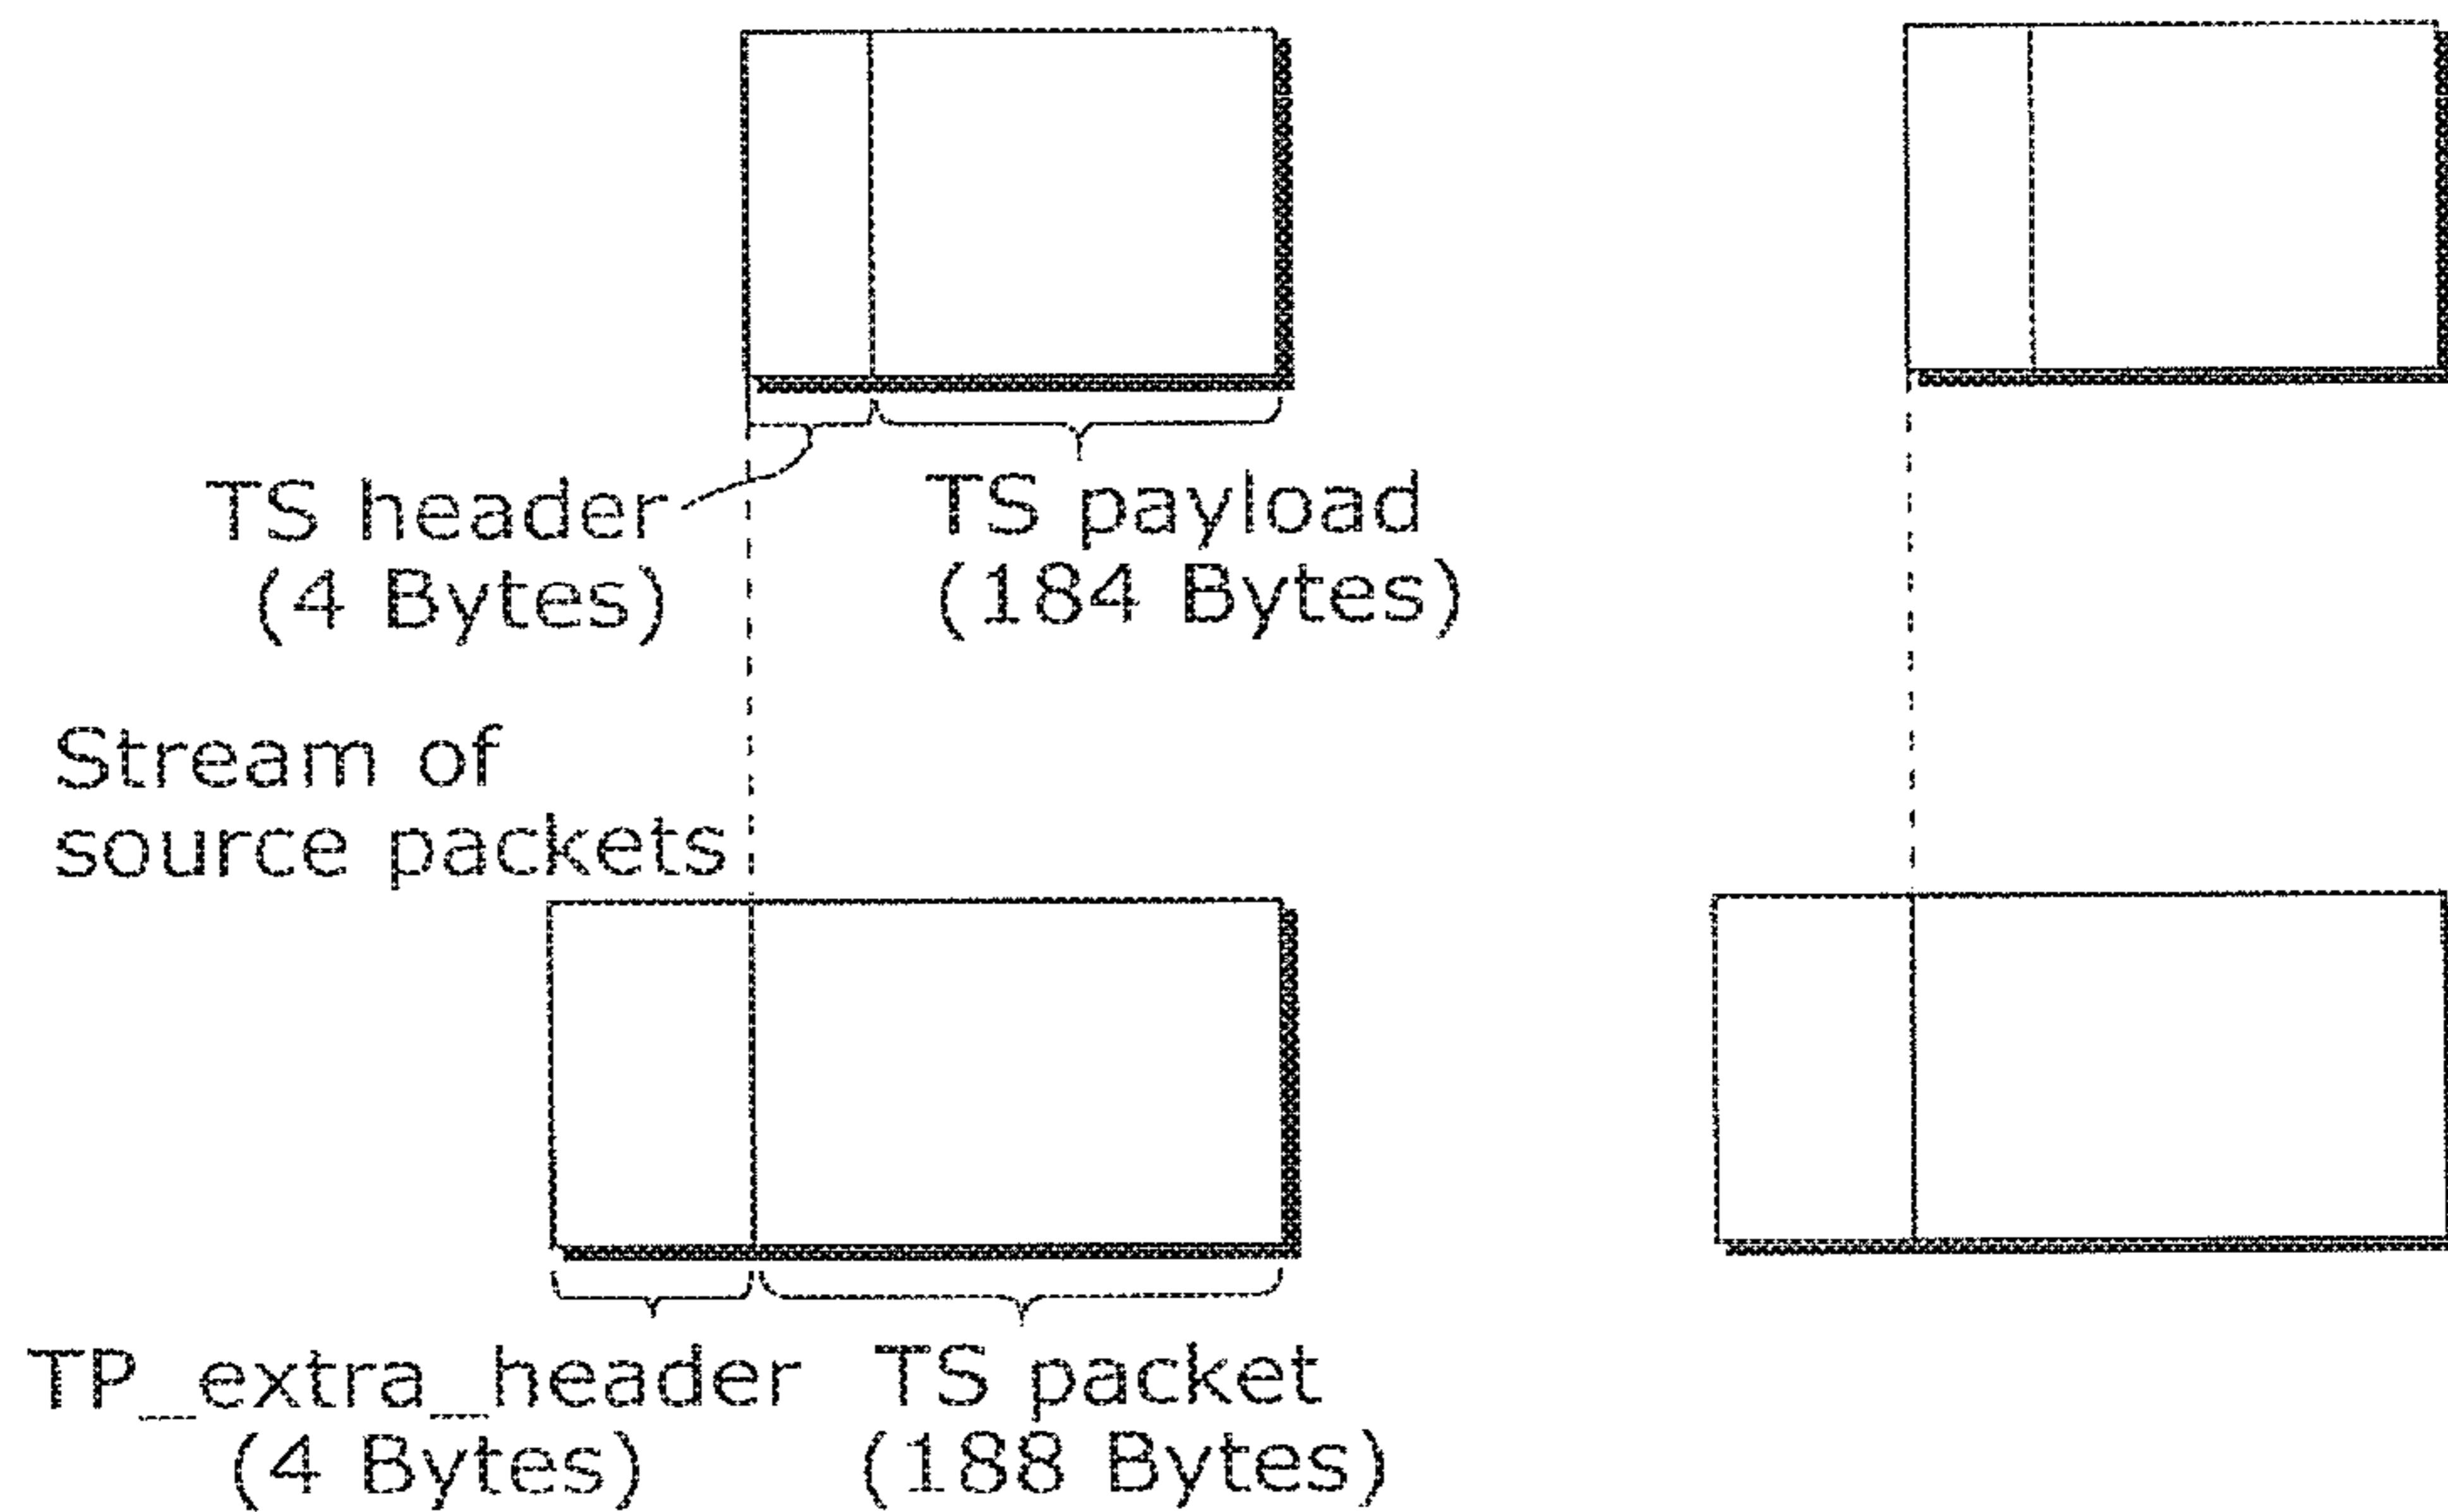 TS header
(4 Bytes)
TS payload
(184 Bytes)
Stream of
source packets
TP_extra_header
(4 Bytes)
TS packet
(188 Bytes)